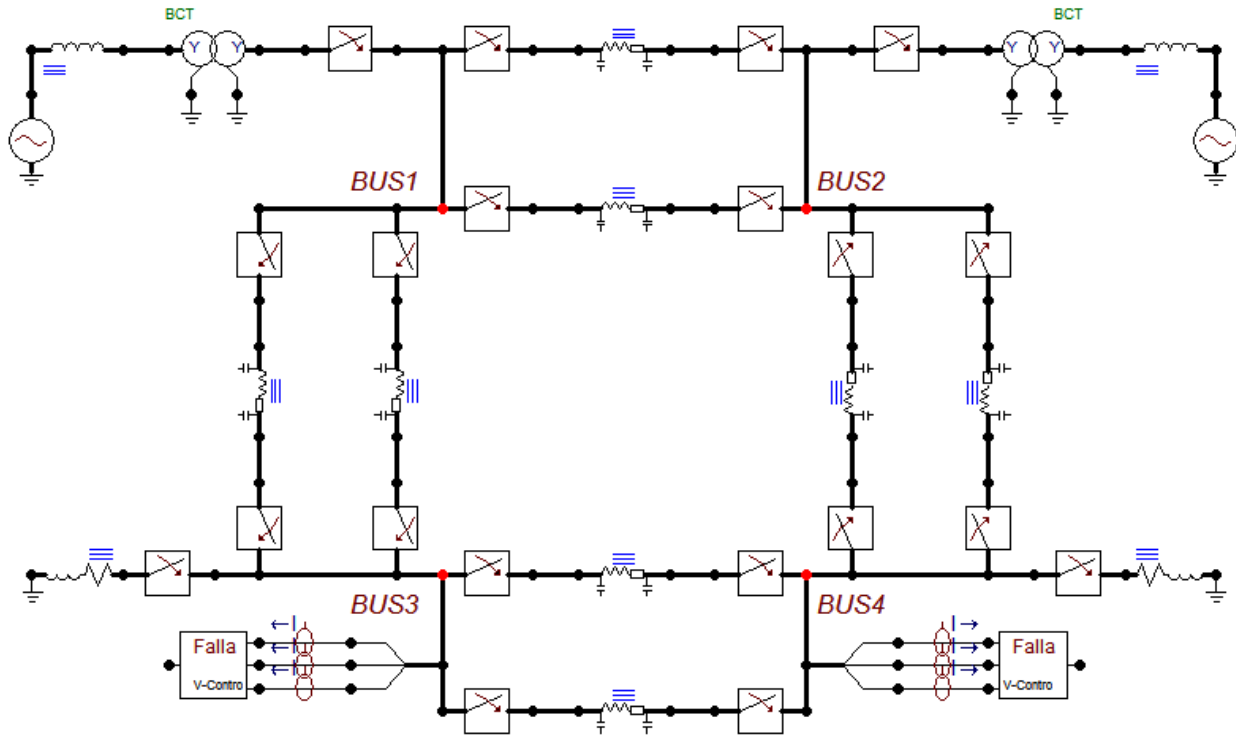 BCT
BCT
Y Y
Y Y
BUS1
BUS2
BUS3
BUS4
Falla
V-Contro
I
I
I
I
I
I
Falla
V-Contro